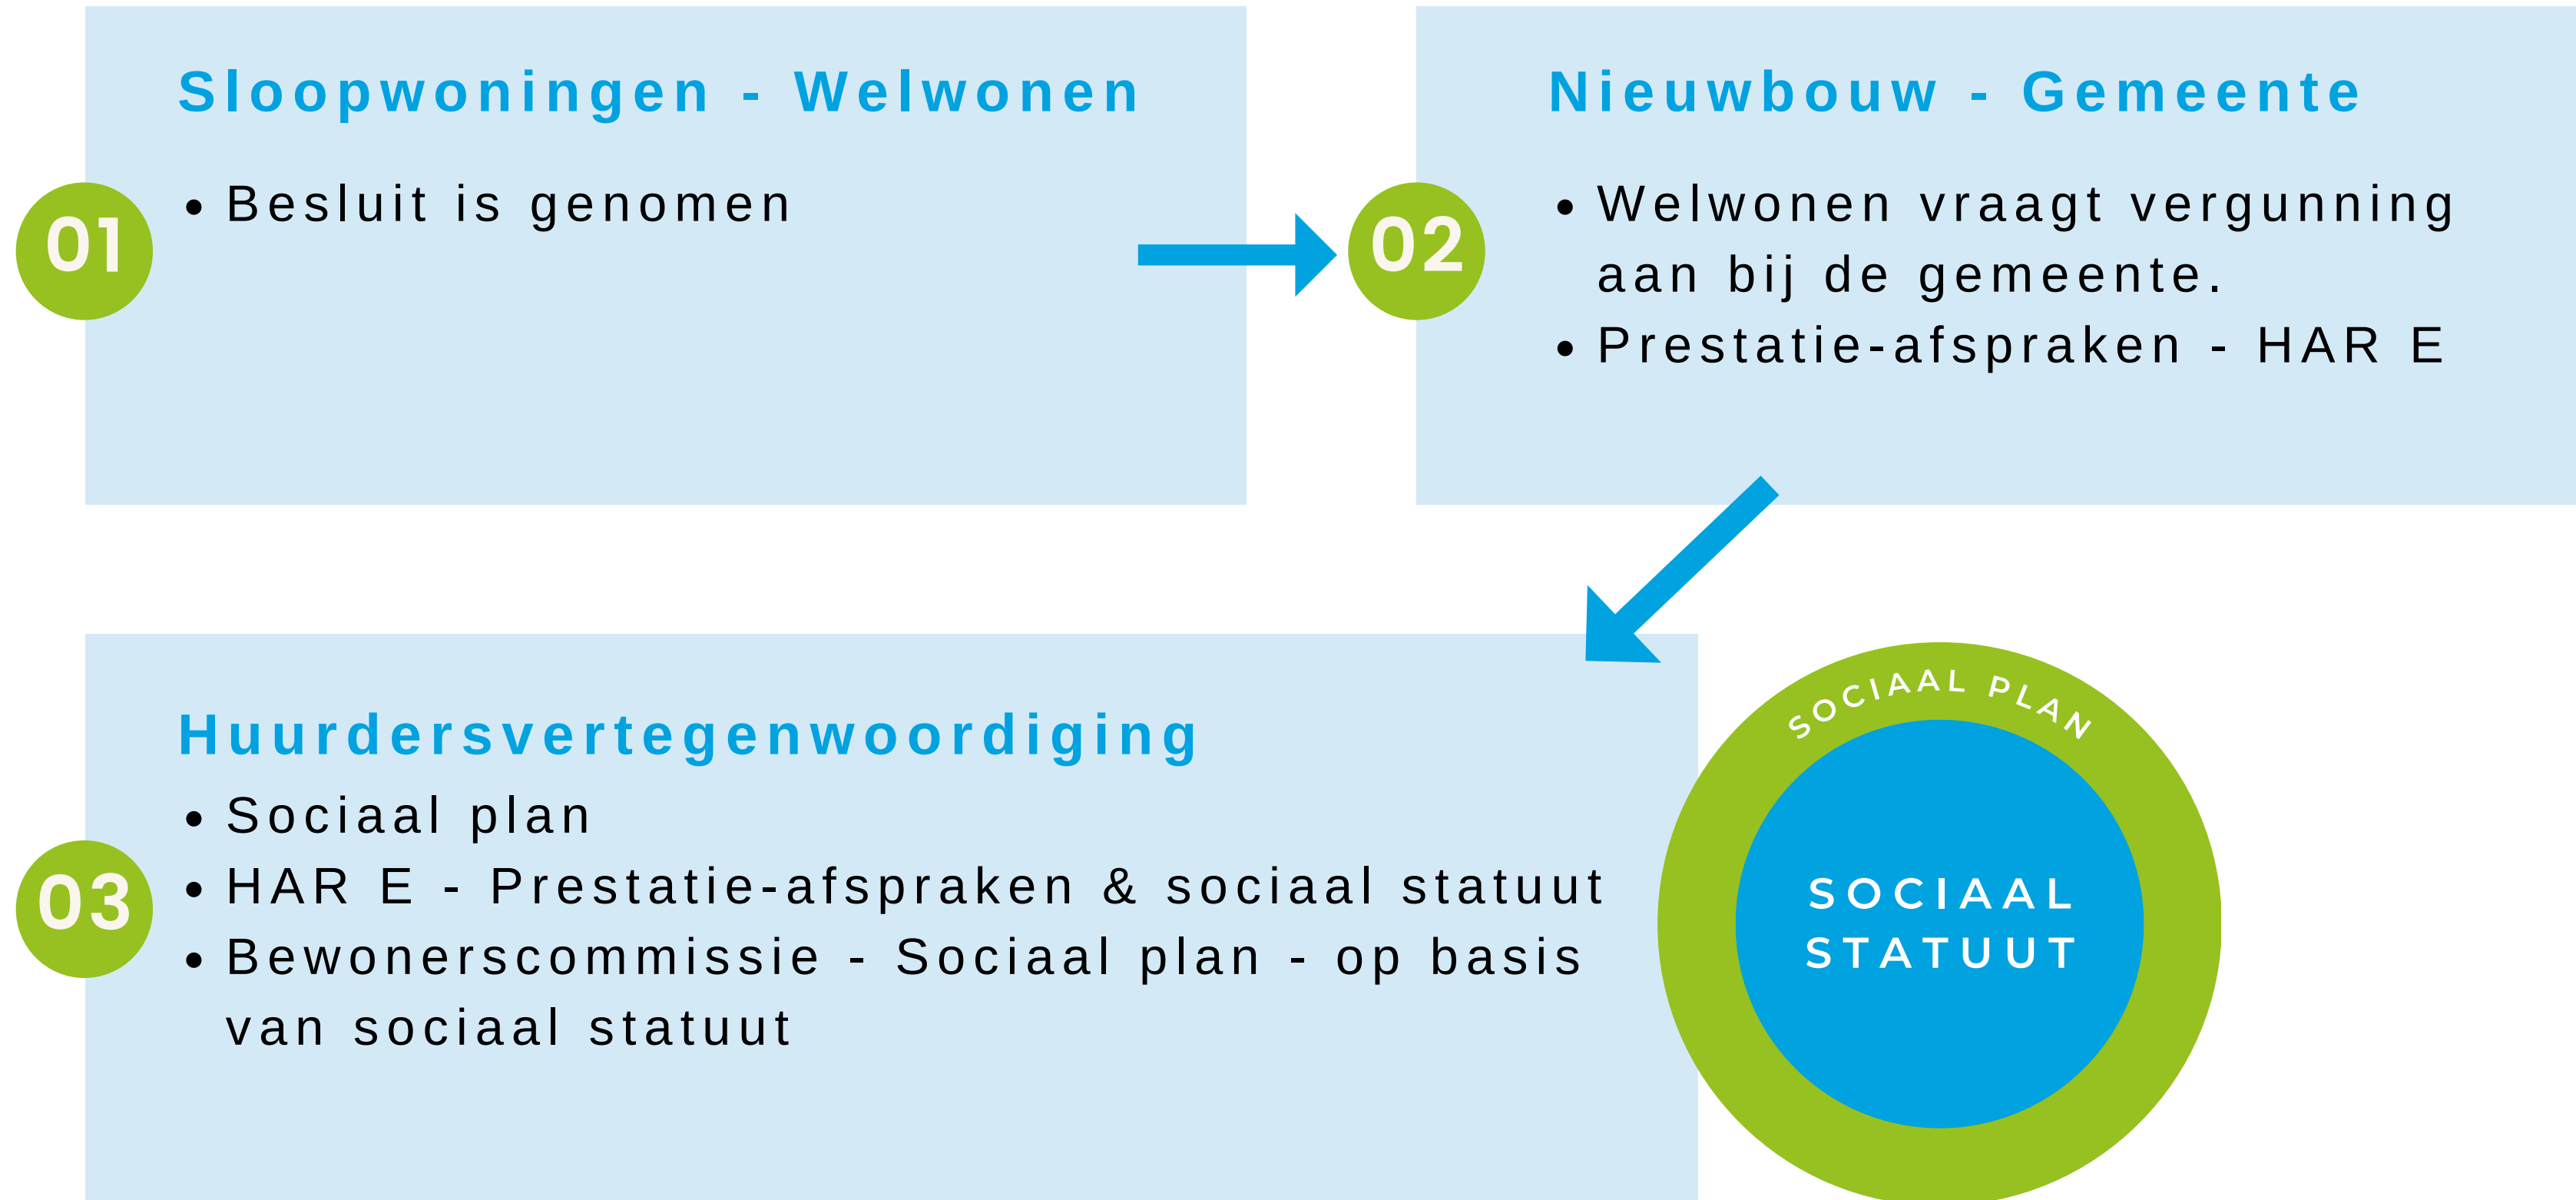 Sloopwoningen - Welwonen
01
• Besluit is genomen
Nieuwbouw - Gemeente
02
• Welwonen vraagt vergunning
aan bij de gemeente.
• Prestatie-afspraken - HAR E
Huurdersvertegenwoordiging
03
• Sociaal plan
• HAR E - Prestatie-afspraken & sociaal statuut
• Bewonerscommissie - Sociaal plan - op basis
van sociaal statuut
SOCIAAL PLAN
SOCIAAL
STATUUT